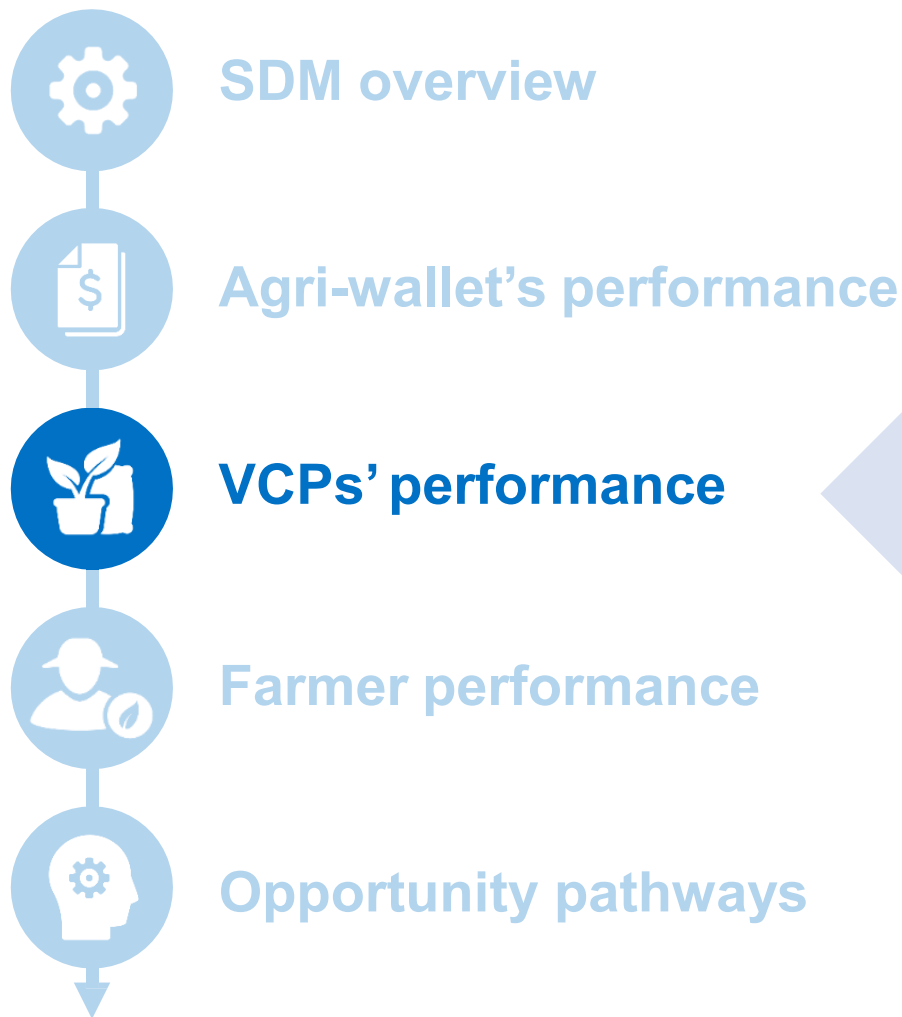 SDM overview
$
Agri-wallet’s performance
VCPs’ performance
Farmer performance
Opportunity pathways